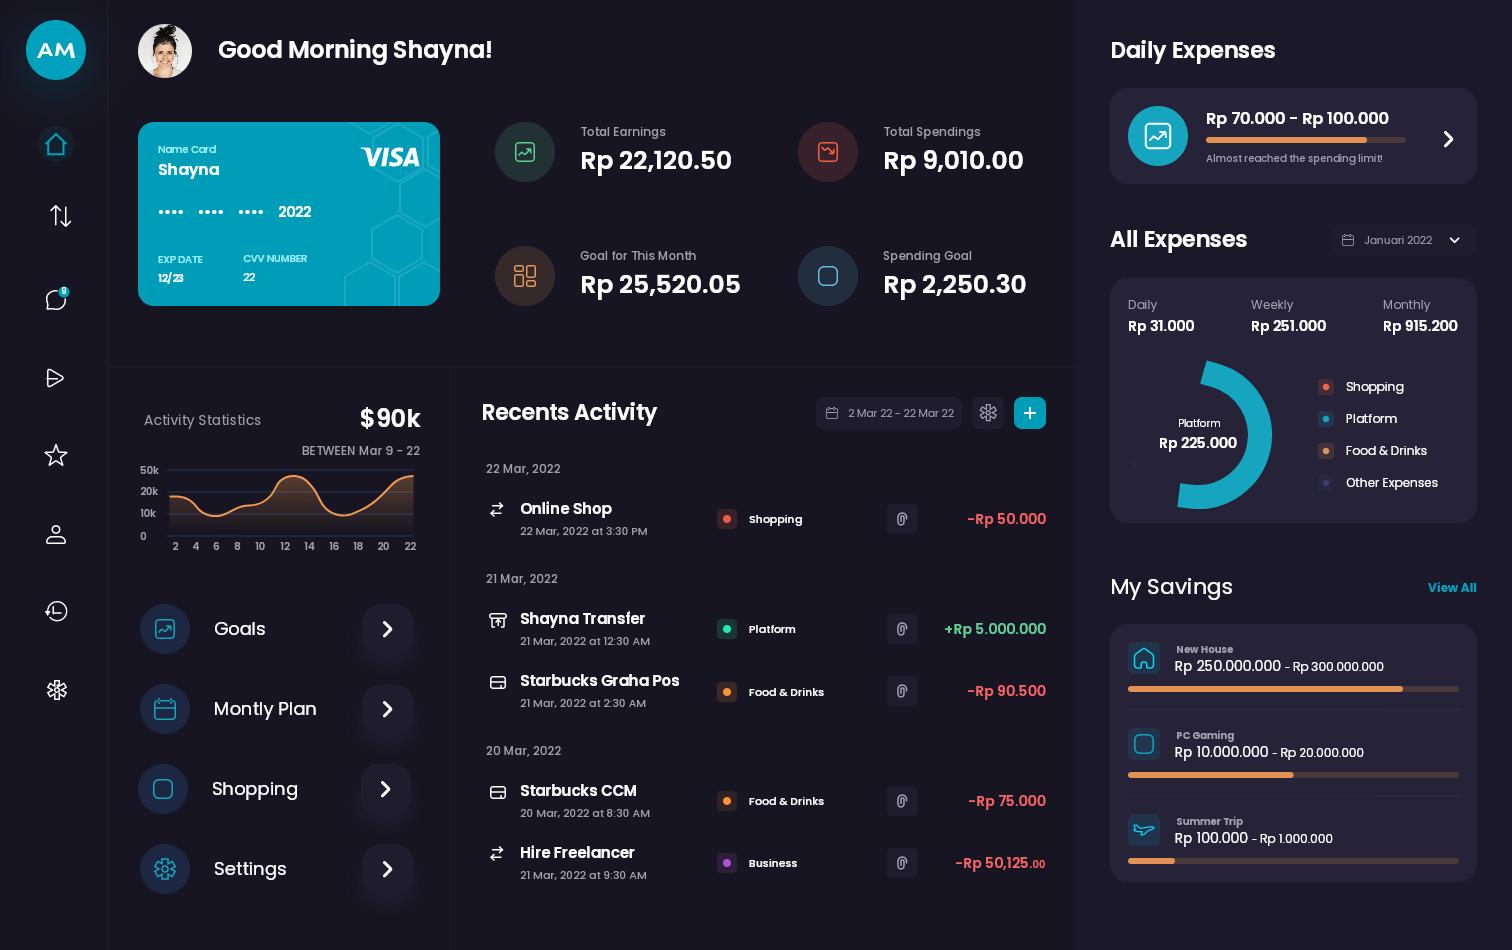 AM
9
Good Morning Shayna!
Name Card
Shayna
VISA
•••• •••• •••• 2022
EXP DATE
12/23
CVV NUMBER
22
Total Earnings
Rp 22,120.50
Total Spendings
Rp 9,010.00
Goal for This Month
Rp 25,520.05
Spending Goal
Rp 2,250.30
Activity Statistics
$90k
BETWEEN Mar 9 - 22
50k
20k
10k
0
2 4 6 8 10 12 14 16 18 20 22
Goals
Montly Plan
Shopping
Settings
Recents Activity
2 Mar 22 - 22 Mar 22
22 Mar, 2022
Online Shop
22 Mar, 2022 at 3:30 PM
Shopping
-Rp 50.000
21 Mar, 2022
Shayna Transfer
21 Mar, 2022 at 12:30 AM
Platform
+Rp 5.000.000
Starbucks Graha Pos
21 Mar, 2022 at 2:30 AM
Food & Drinks
-Rp 90.500
20 Mar, 2022
Starbucks CCM
20 Mar, 2022 at 8:30 AM
Food & Drinks
-Rp 75.000
Hire Freelancer
21 Mar, 2022 at 9:30 AM
Business
-Rp 50,125.00
Daily Expenses
Rp 70.000 - Rp 100.000
Almost reached the spending limit!
All Expenses
Januari 2022
Daily
Rp 31.000
Weekly
Rp 251.000
Monthly
Rp 915.200
Platform
Rp 225.000
Shopping
Platform
Food & Drinks
Other Expenses
My Savings
View All
New House
Rp 250.000.000 - Rp 300.000.000
PC Gaming
Rp 10.000.000 - Rp 20.000.000
Summer Trip
Rp 100.000 - Rp 1.000.000